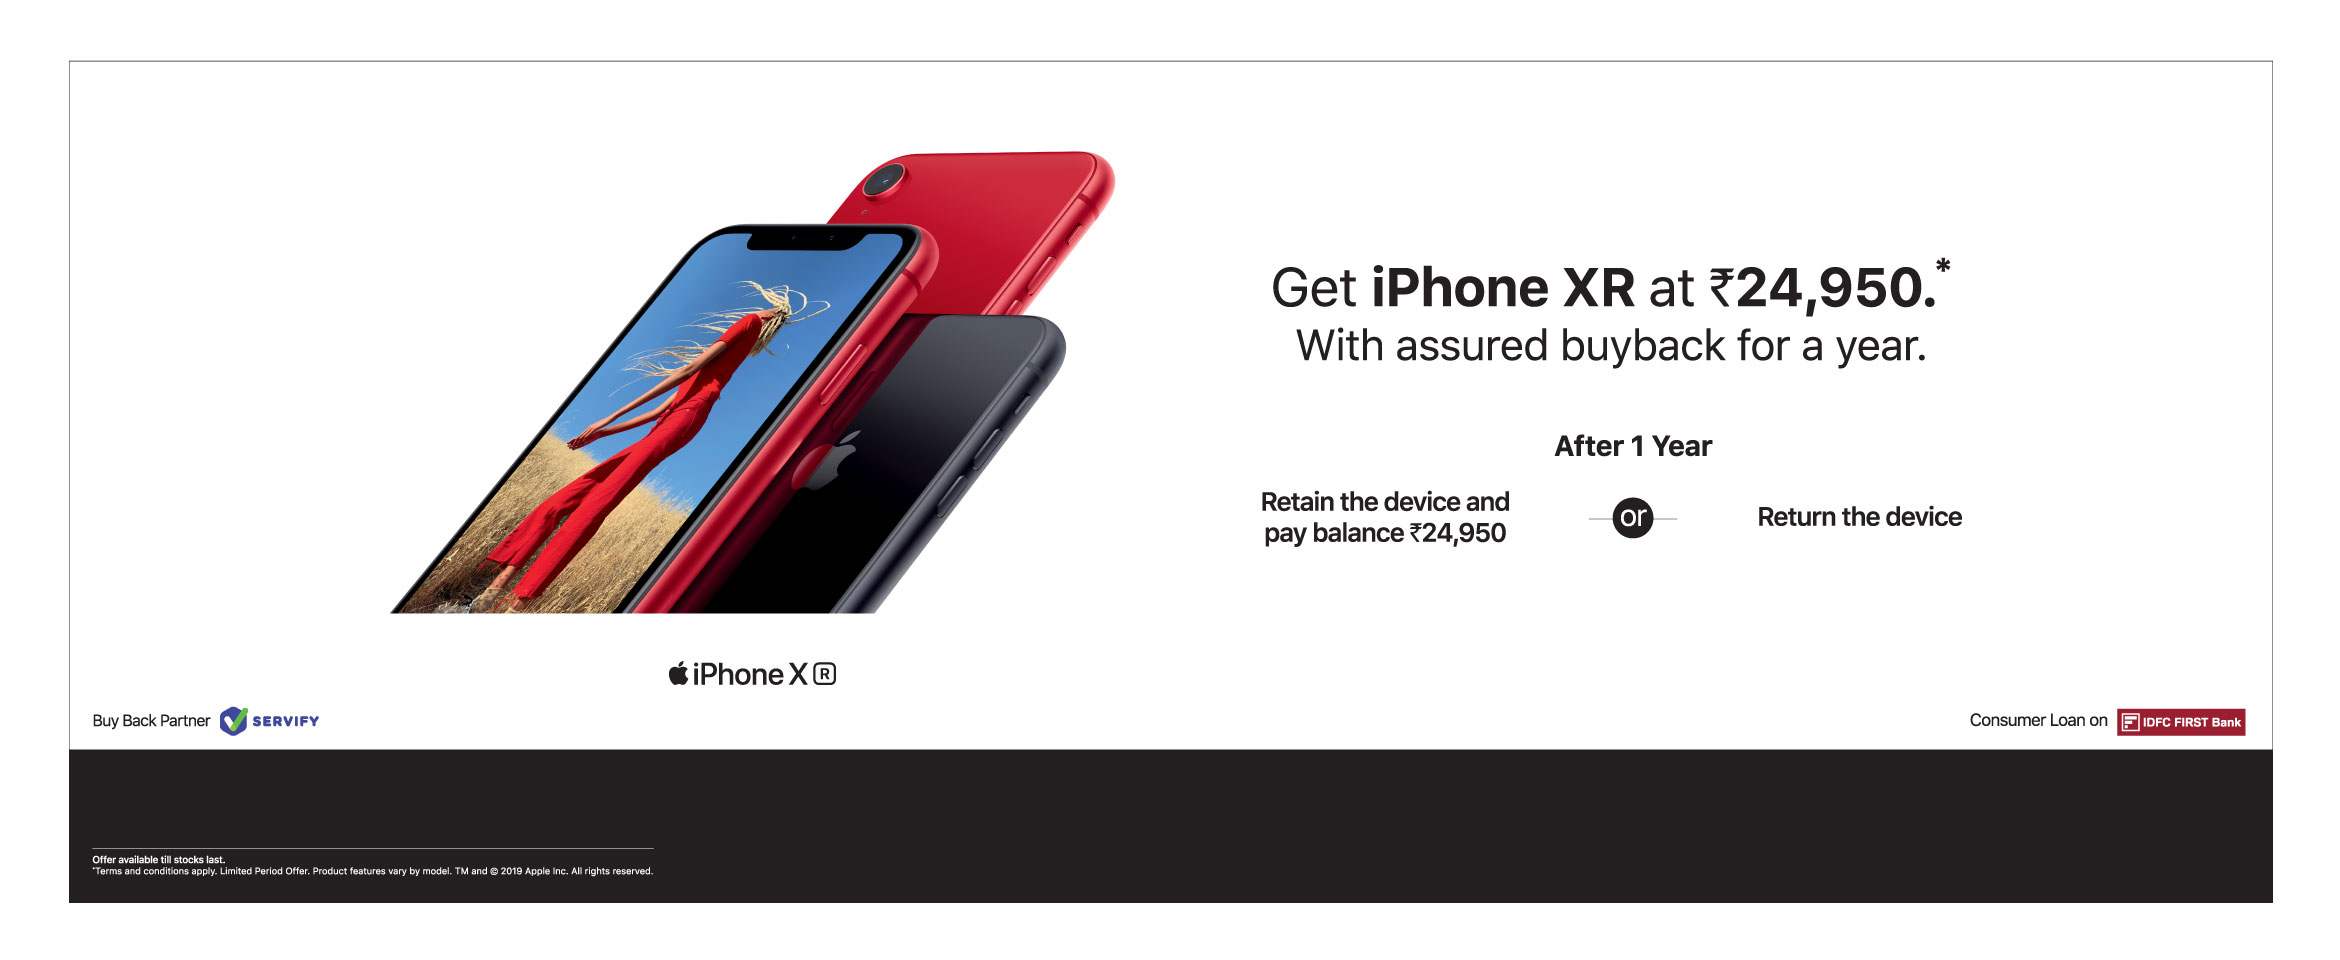 Get iPhone XR at ₹24,950.*
With assured buyback for a year.
After 1 Year
Retain the device and
pay balance ₹24,950
or
Return the device
iPhone X R
Buy Back Partner SERVIFY
Consumer Loan on IDFC FIRST Bank
Offer available till stocks last.
*Terms and conditions apply. Limited Period Offer. Product features vary by model. TM and © 2019 Apple Inc. All rights reserved.